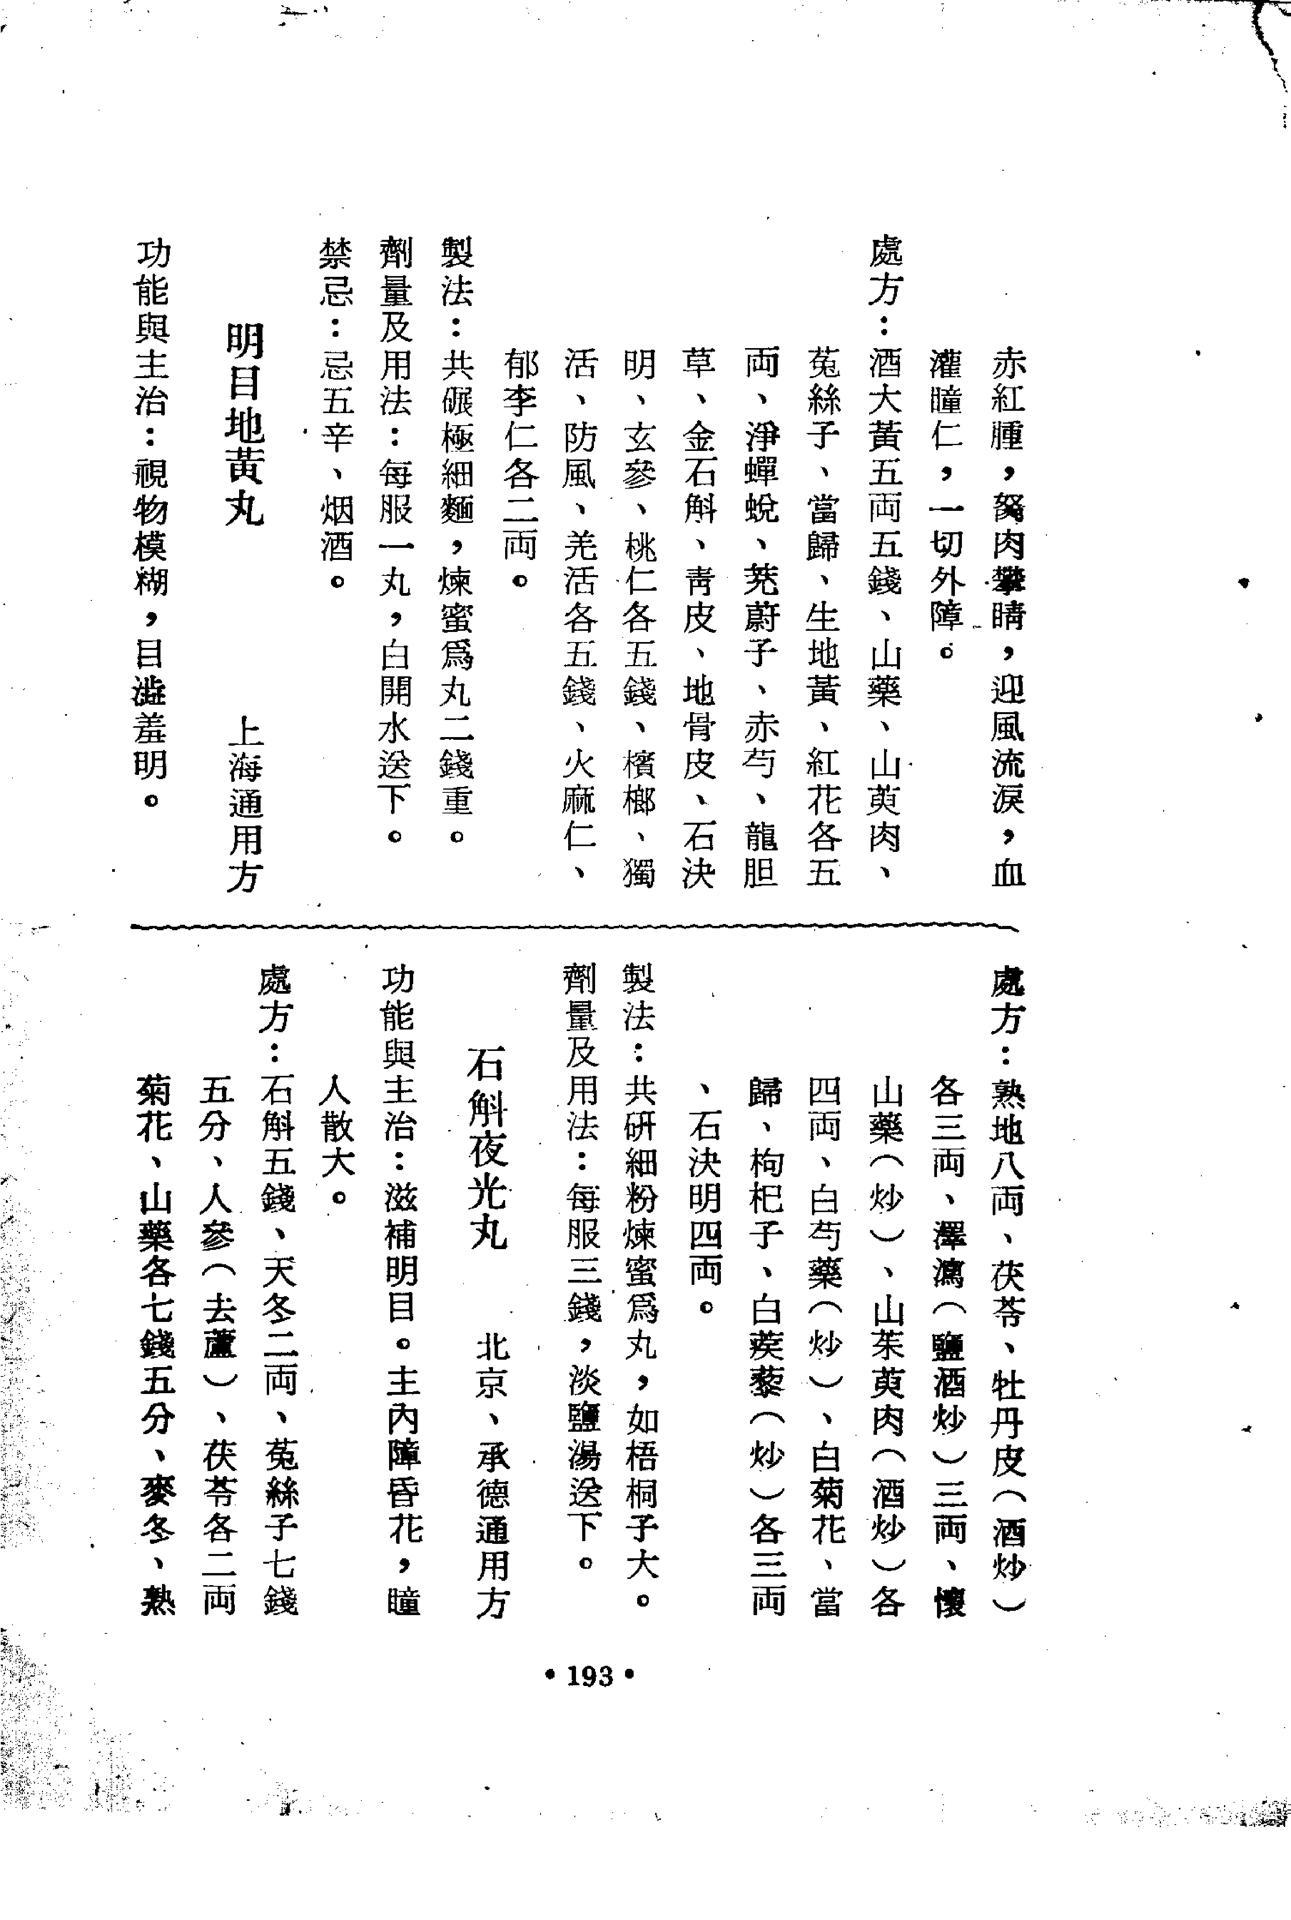 赤紅腫，胬肉攀睛，迎風流淚，血
灌瞳仁，一切外障。
處方：酒大黃五両五錢、山藥、山萸肉、
菟絲子、當歸、生地黃、紅花各五
両、淨蟬蛻、茺蔚子、赤芍、龍胆
草、金石斛、青皮、地骨皮、石決
明、玄參、桃仁各五錢、檳榔、獨
活、防風、羌活各五錢、火麻仁、
郁李仁各二両。
製法：共碾極細麵，煉蜜爲丸二錢重。
劑量及用法：每服一丸，白開水送下。
禁忌：忌五辛、烟酒。
明目地黃丸　上海通用方
功能與主治：視物模糊，目澁羞明。
處方：熟地八両、茯苓、牡丹皮（酒炒）
各三両、澤瀉（鹽酒炒）三両、懷
山藥（炒）、山茱萸肉（酒炒）各
四両、白芍藥（炒）、白菊花、當
歸、枸杞子、白蒺藜（炒）各三両
、石決明四両。
製法：共研細粉煉蜜爲丸，如梧桐子大。
劑量及用法：每服三錢，淡鹽湯送下。
石斛夜光丸　北京、承德通用方
功能與主治：滋補明目。主內障昏花，瞳
人散大。
處方：石斛五錢、天冬二両、菟絲子七錢
五分、人參（去蘆）、茯苓各二両
菊花、山藥各七錢五分、麥冬、熟
• 193 •